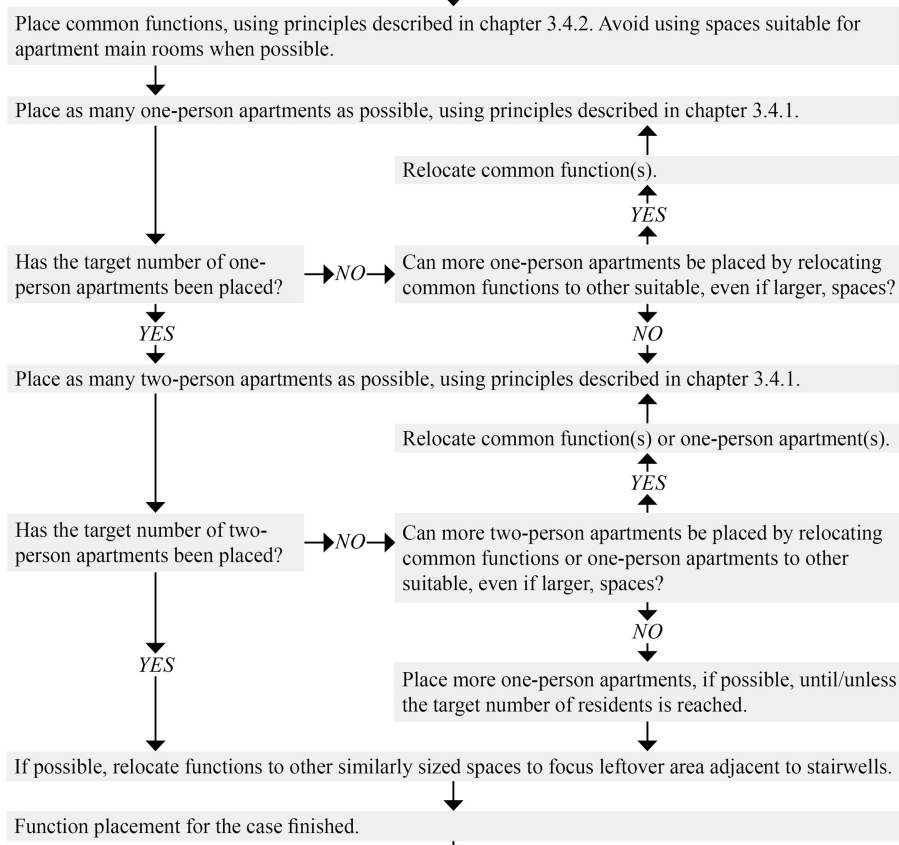 Place common functions, using principles described in chapter 3.4.2. Avoid using spaces suitable for
apartment main rooms when possible.
Place as many one-person apartments as possible, using principles described in chapter 3.4.1.
Relocate common function(s).
YES
Has the target number of one-
person apartments been placed?
NO
Can more one-person apartments be placed by relocating
common functions to other suitable, even if larger, spaces?
YES
NO
Place as many two-person apartments as possible, using principles described in chapter 3.4.1.
Relocate common function(s) or one-person apartment(s).
YES
Has the target number of two-
person apartments been placed?
NO
Can more two-person apartments be placed by relocating
common functions or one-person apartments to other
suitable, even if larger, spaces?
NO
YES
Place more one-person apartments, if possible, until/unless
the target number of residents is reached.
If possible, relocate functions to other similarly sized spaces to focus leftover area adjacent to stairwells.
Function placement for the case finished.